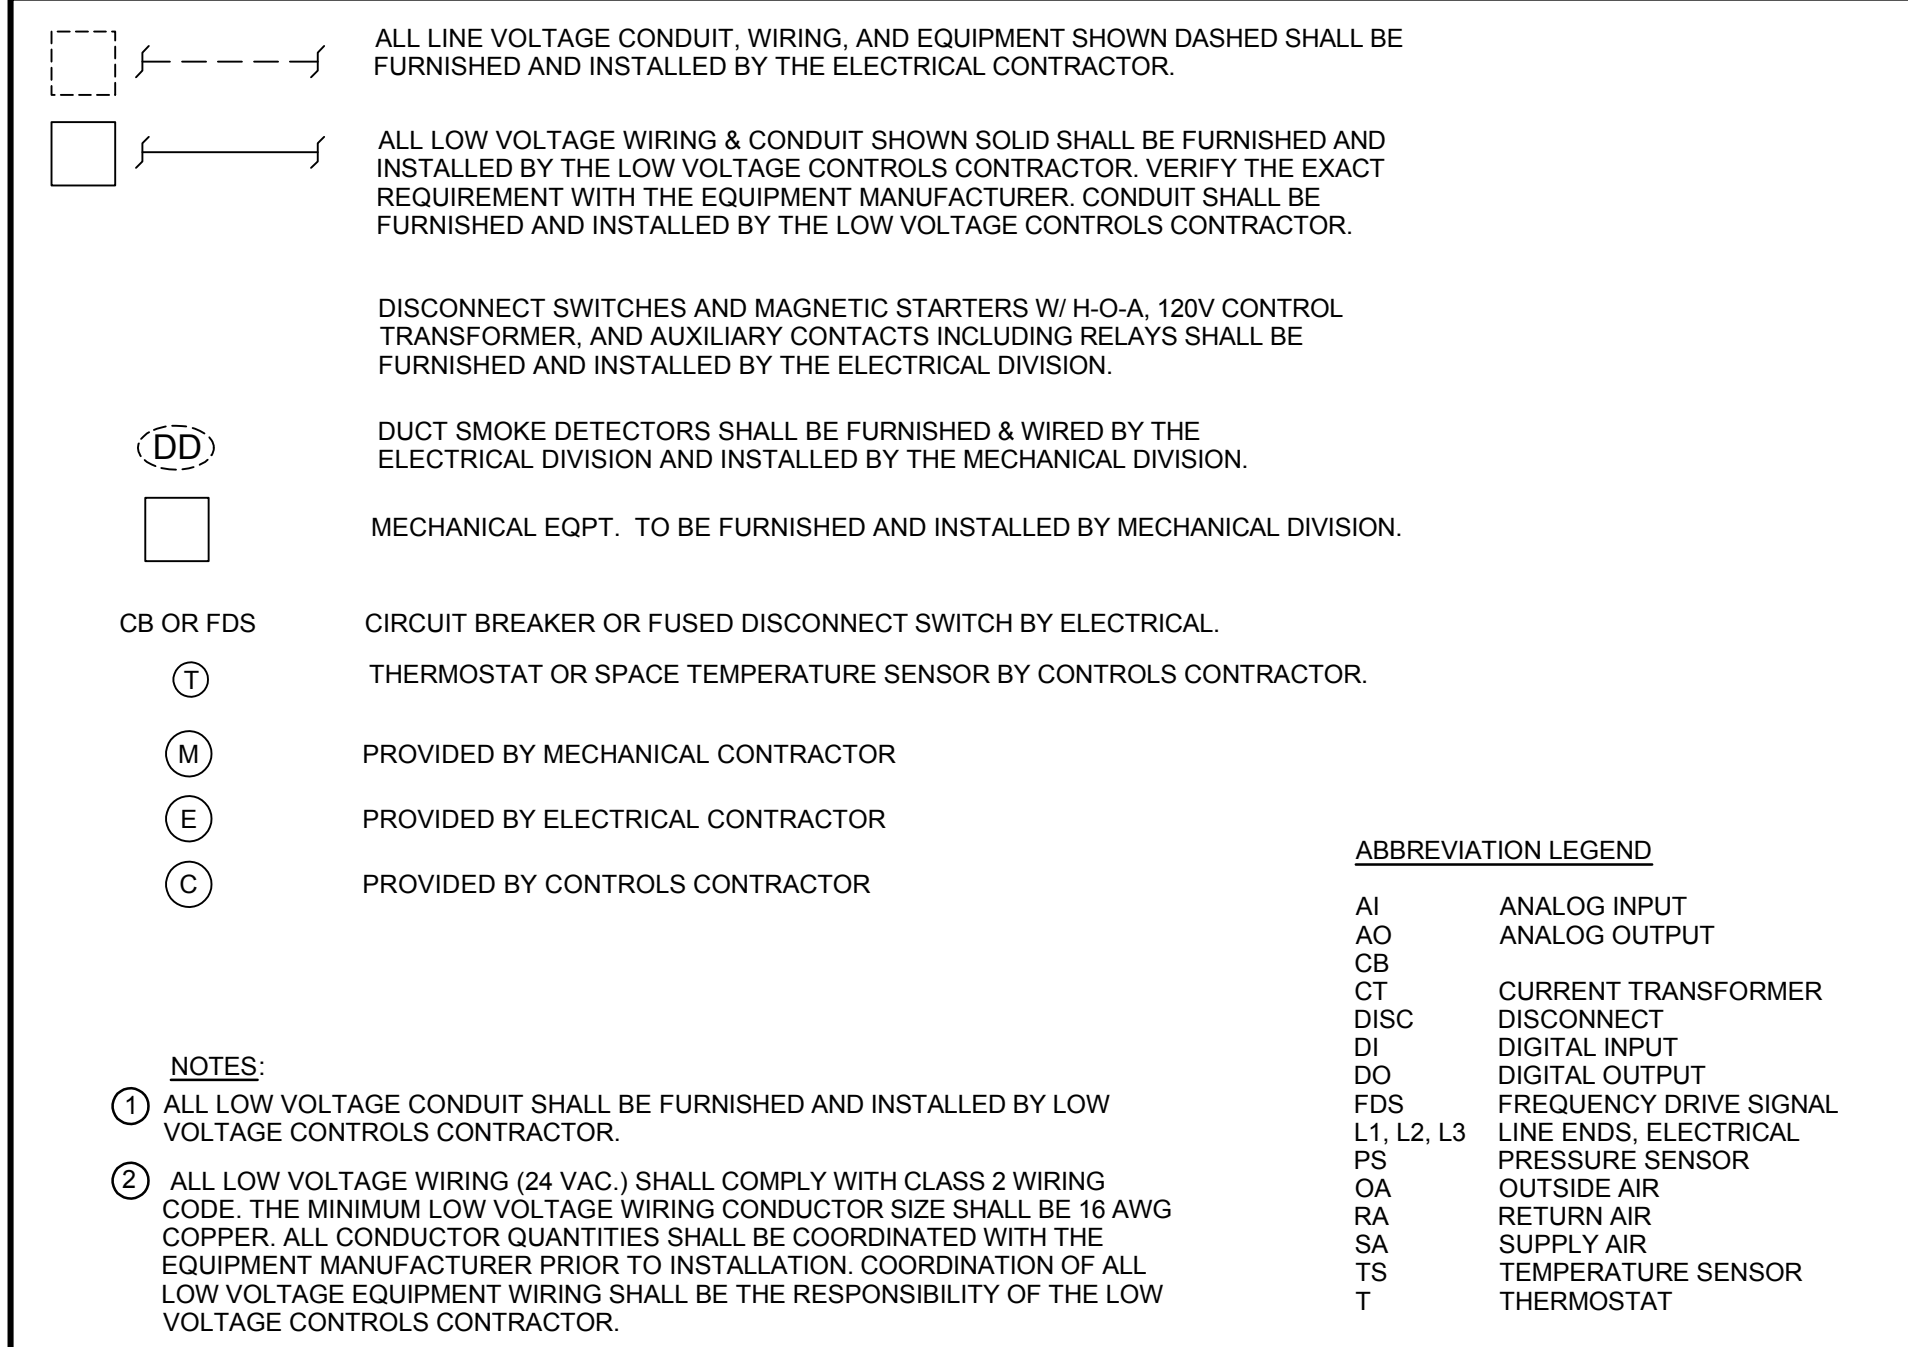 ALL LINE VOLTAGE CONDUIT, WIRING, AND EQUIPMENT SHOWN DASHED SHALL BE
FURNISHED AND INSTALLED BY THE ELECTRICAL CONTRACTOR.
ALL LOW VOLTAGE WIRING & CONDUIT SHOWN SOLID SHALL BE FURNISHED AND
INSTALLED BY THE LOW VOLTAGE CONTROLS CONTRACTOR. VERIFY THE EXACT
REQUIREMENT WITH THE EQUIPMENT MANUFACTURER. CONDUIT SHALL BE
FURNISHED AND INSTALLED BY THE LOW VOLTAGE CONTROLS CONTRACTOR.
DISCONNECT SWITCHES AND MAGNETIC STARTERS W/ H-O-A, 120V CONTROL
TRANSFORMER, AND AUXILIARY CONTACTS INCLUDING RELAYS SHALL BE
FURNISHED AND INSTALLED BY THE ELECTRICAL DIVISION.
DD DUCT SMOKE DETECTORS SHALL BE FURNISHED & WIRED BY THE
ELECTRICAL DIVISION AND INSTALLED BY THE MECHANICAL DIVISION.
MECHANICAL EQPT. TO BE FURNISHED AND INSTALLED BY MECHANICAL DIVISION.
CB OR FDS CIRCUIT BREAKER OR FUSED DISCONNECT SWITCH BY ELECTRICAL.
T THERMOSTAT OR SPACE TEMPERATURE SENSOR BY CONTROLS CONTRACTOR.
M PROVIDED BY MECHANICAL CONTRACTOR
E PROVIDED BY ELECTRICAL CONTRACTOR
C PROVIDED BY CONTROLS CONTRACTOR
NOTES:
1 ALL LOW VOLTAGE CONDUIT SHALL BE FURNISHED AND INSTALLED BY LOW
VOLTAGE CONTROLS CONTRACTOR.
2 ALL LOW VOLTAGE WIRING (24 VAC.) SHALL COMPLY WITH CLASS 2 WIRING
CODE. THE MINIMUM LOW VOLTAGE WIRING CONDUCTOR SIZE SHALL BE 16 AWG
COPPER. ALL CONDUCTOR QUANTITIES SHALL BE COORDINATED WITH THE
EQUIPMENT MANUFACTURER PRIOR TO INSTALLATION. COORDINATION OF ALL
LOW VOLTAGE EQUIPMENT WIRING SHALL BE THE RESPONSIBILITY OF THE LOW
VOLTAGE CONTROLS CONTRACTOR.
ABBREVIATION LEGEND
AI ANALOG INPUT
AO ANALOG OUTPUT
CB
CT CURRENT TRANSFORMER
DISC DISCONNECT
DI DIGITAL INPUT
DO DIGITAL OUTPUT
FDS FREQUENCY DRIVE SIGNAL
L1, L2, L3 LINE ENDS, ELECTRICAL
PS PRESSURE SENSOR
OA OUTSIDE AIR
RA RETURN AIR
SA SUPPLY AIR
TS TEMPERATURE SENSOR
T THERMOSTAT